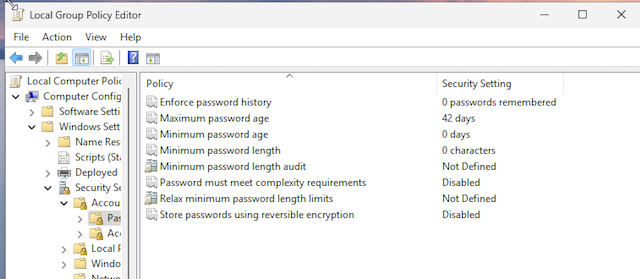 Local Group Policy Editor
File Action View Help
Local Computer Polic
Computer Config
Software Setti
Windows Sett
Name Res
Scripts (Sta
Deployed
Security Se
Accou
Pas
Acc
Local P
Windo
Networ
Policy Security Setting
Enforce password history 0 passwords remembered
Maximum password age 42 days
Minimum password age 0 days
Minimum password length 0 characters
Minimum password length audit Not Defined
Password must meet complexity requirements Disabled
Relax minimum password length limits Not Defined
Store passwords using reversible encryption Disabled